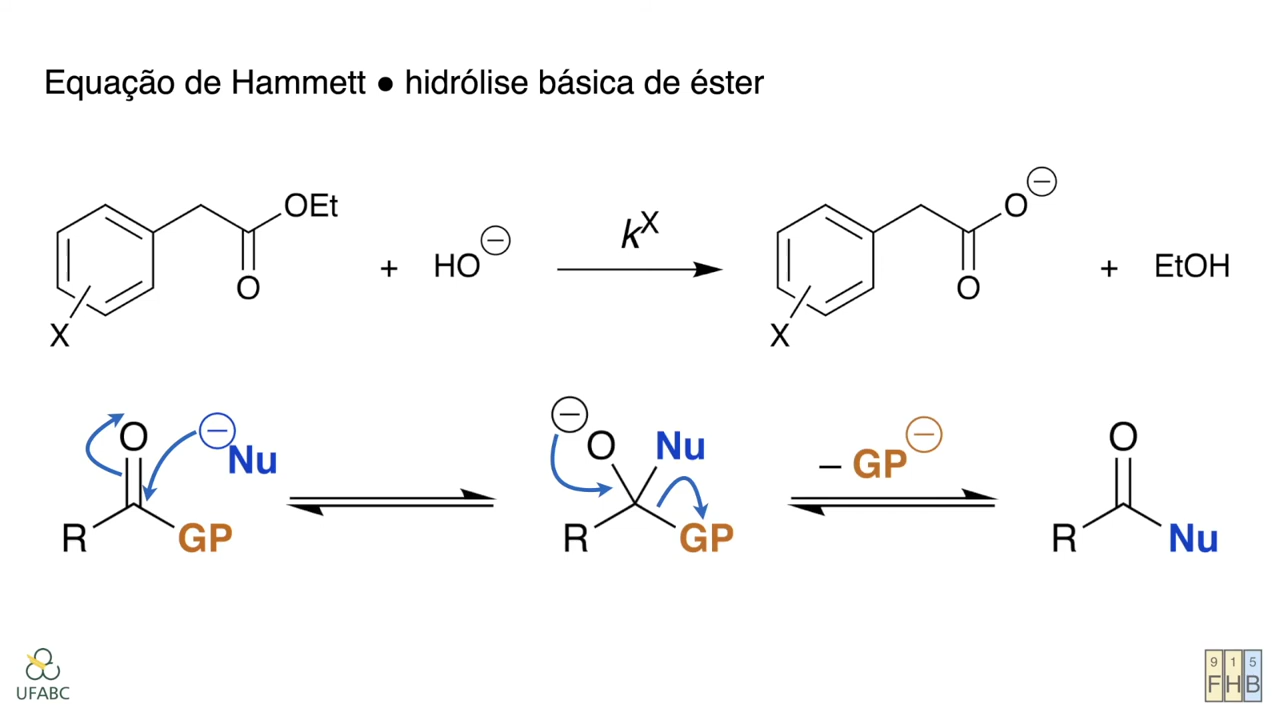 Equação de Hammett ● hidrólise básica de éster
OEt
O
X
+
HO⊖
kˣ
O⊖
O
X
+
EtOH
O
⊖Nu
R
GP
⊖
O
Nu
R
GP
– GP⊖
O
R
Nu
UFABC
9 1 5
F H B